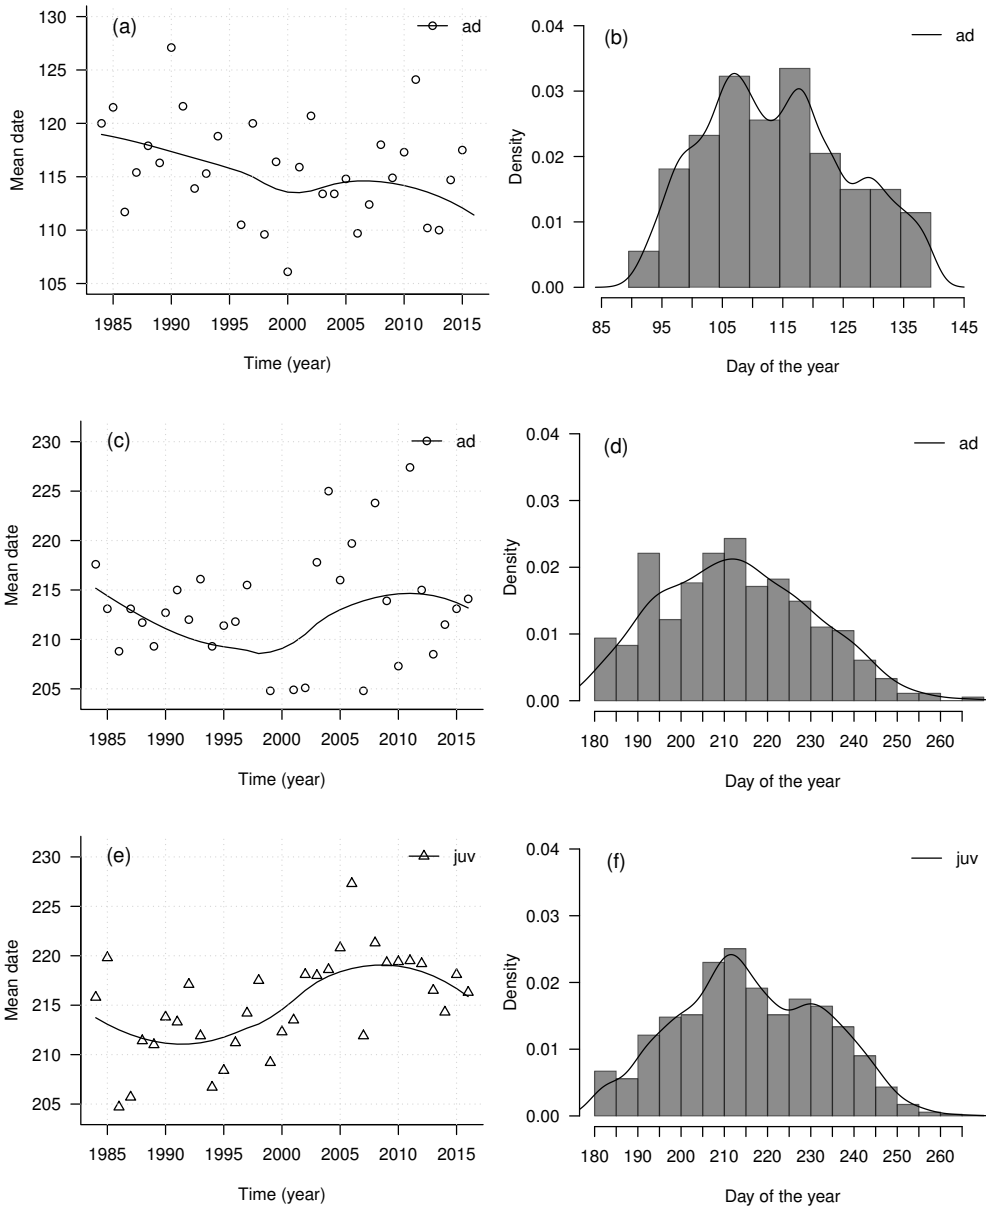 (a)
ad
130
125
120
115
110
105
Mean date
1985 1990 1995 2000 2005 2010 2015
Time (year)
(b)
ad
0.04
0.03
0.02
0.01
0.00
Density
85 95 105 115 125 135 145
Day of the year
(c)
ad
230
225
220
215
210
205
Mean date
1985 1990 1995 2000 2005 2010 2015
Time (year)
(d)
ad
0.04
0.03
0.02
0.01
0.00
Density
180 190 200 210 220 230 240 260
Day of the year
(e)
juv
230
225
220
215
210
205
Mean date
1985 1990 1995 2000 2005 2010 2015
Time (year)
(f)
juv
0.04
0.03
0.02
0.01
0.00
Density
180 190 200 210 220 230 240 260
Day of the year